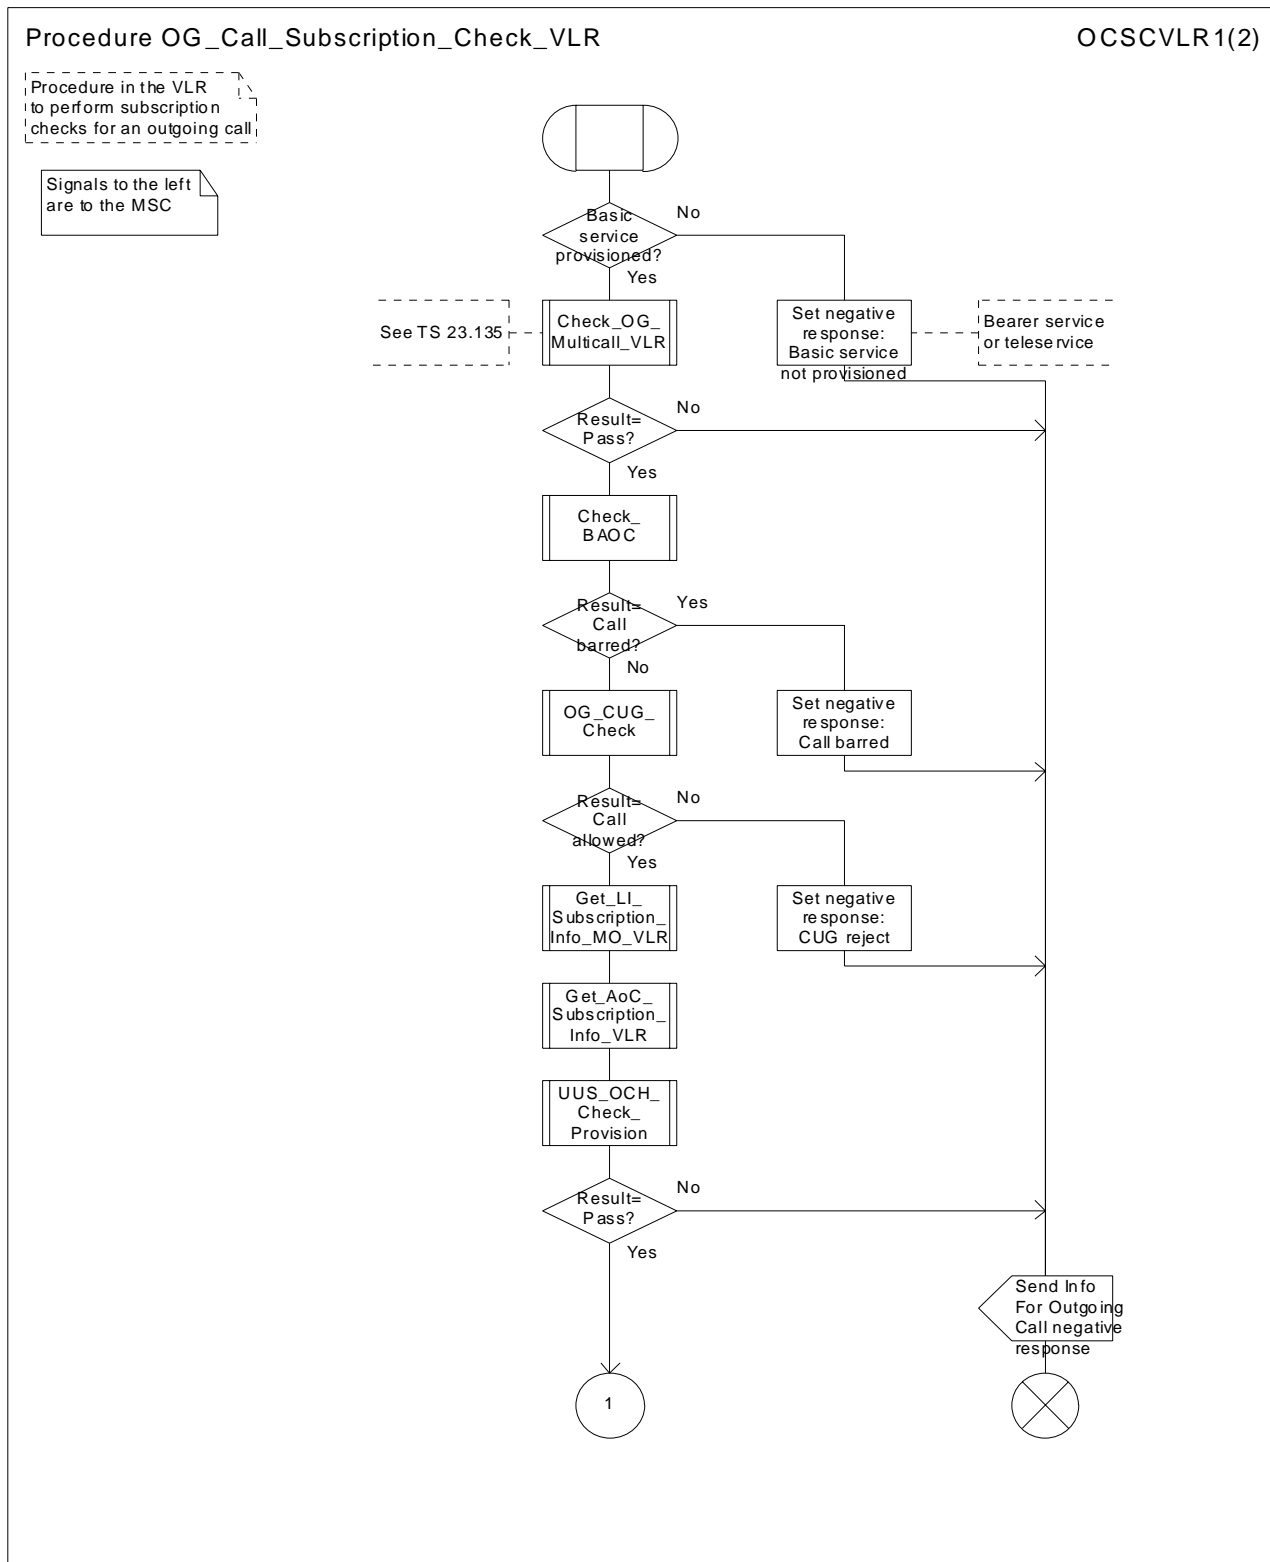 Procedure OG_Call_Subscription_Check_VLR
OCSCVLR1(2)
Procedure in the VLR
to perform subscription
checks for an outgoing call
Signals to the left
are to the MSC
Basic
service
provisioned?
No
Yes
See TS 23.135
Check_OG_
Multicall_VLR
Set negative
response:
Basic service
not provisioned
Bearer service
or teleservice
Result=
Pass?
No
Yes
Check_
BAOC
Result=
Call
barred?
Yes
No
OG_CUG_
Check
Set negative
response:
Call barred
Result=
Call
allowed?
No
Yes
Get_LI_
Subscription_
Info_MO_VLR
Set negative
response:
CUG reject
Get_AoC_
Subscription_
Info_VLR
UUS_OCH_
Check_
Provision
Result=
Pass?
No
Yes
Send Info
For Outgoing
Call negative
response
1